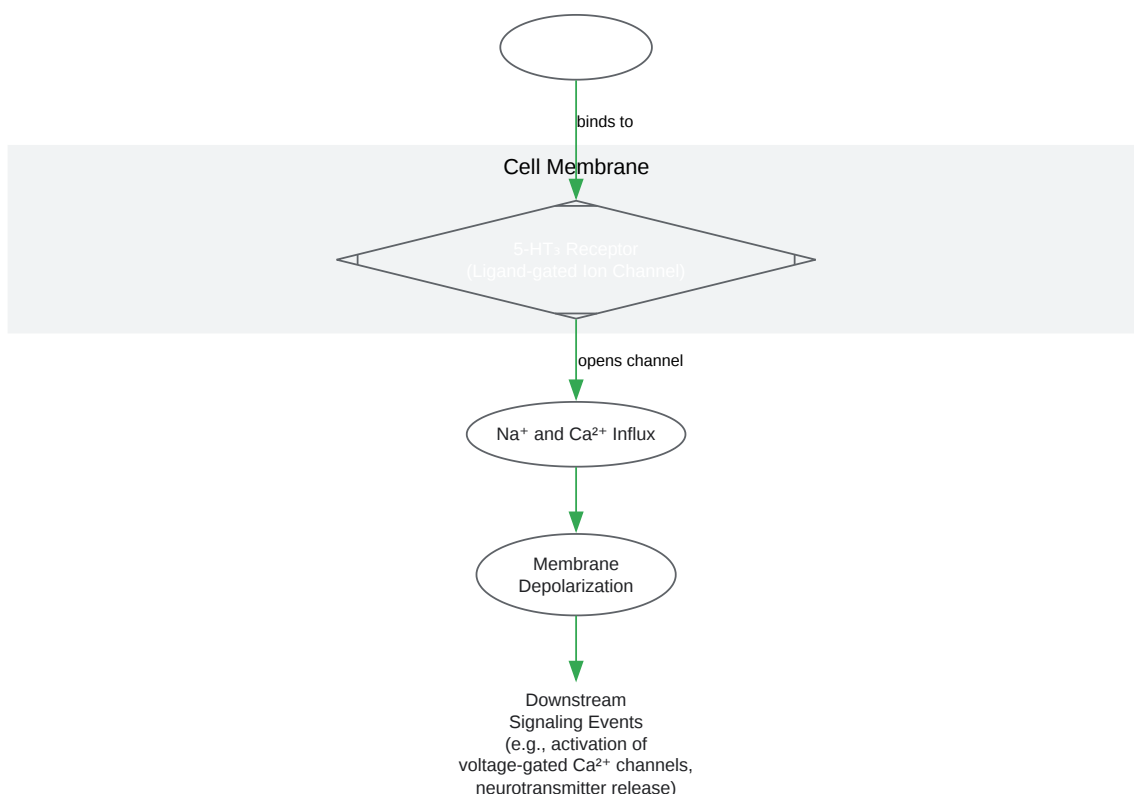 binds to
Cell Membrane
5-HT₃ Receptor
(Ligand-gated Ion Channel)
opens channel
Na⁺ and Ca²⁺ Influx
Membrane
Depolarization
Downstream
Signaling Events
(e.g., activation of
voltage-gated Ca²⁺ channels,
neurotransmitter release)